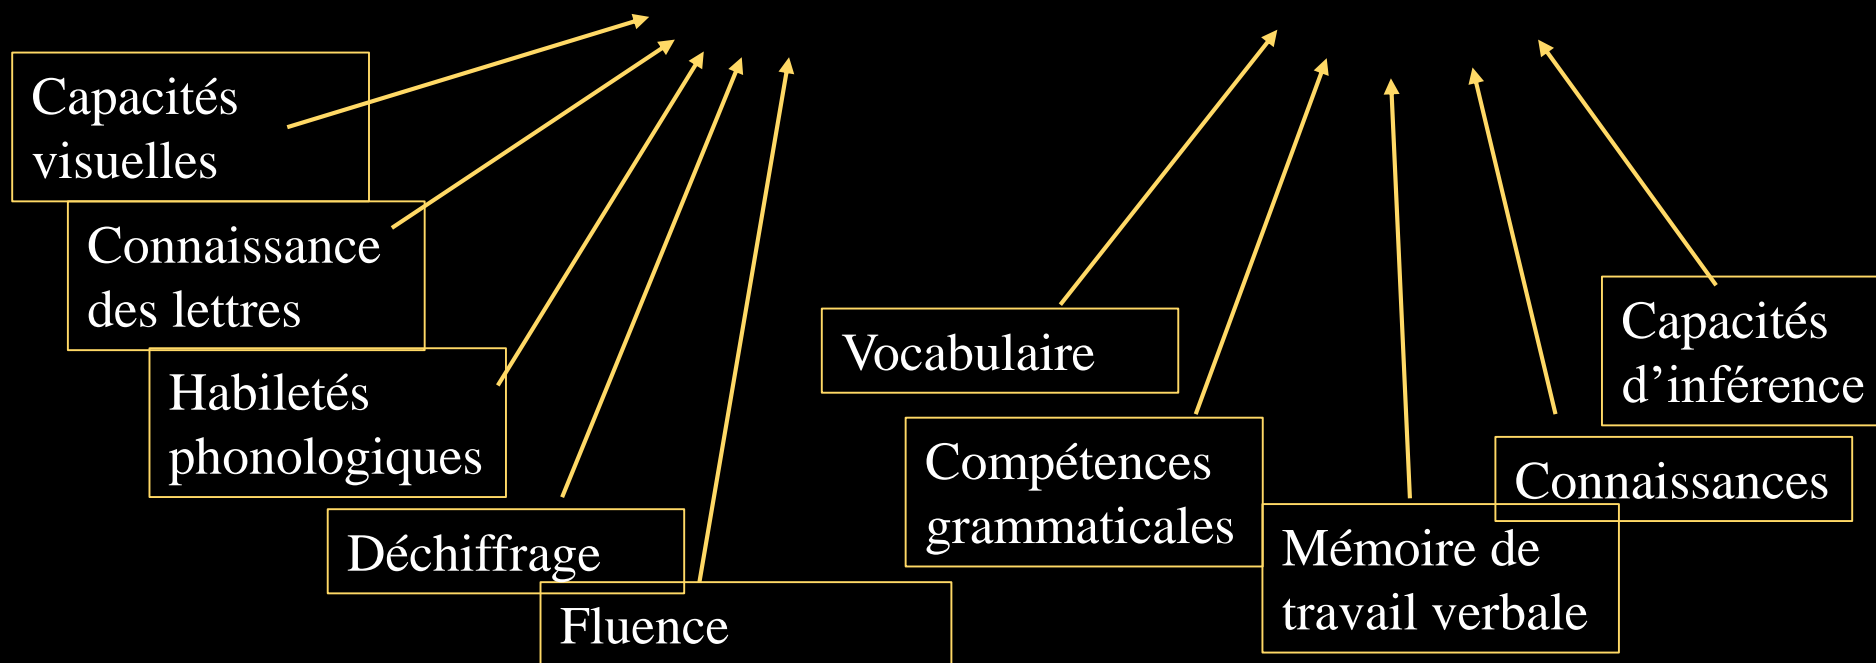 Capacités
visuelles
Connaissance
des lettres
Habiletés
phonologiques
Déchiffrage
Fluence
Vocabulaire
Compétences
grammaticales
Mémoire de
travail verbale
Connaissances
Capacités
d’inférence